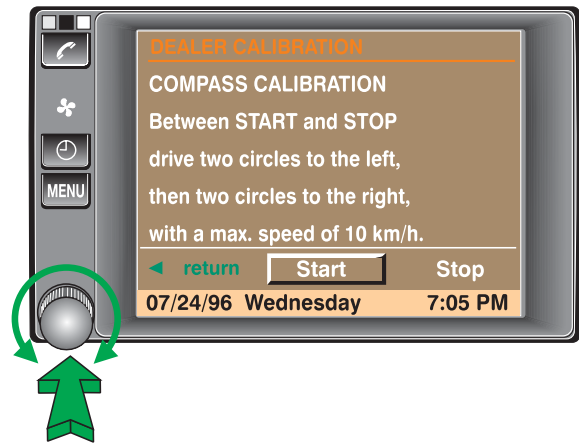 DEALER CALIBRATION
COMPASS CALIBRATION
Between START and STOP
drive two circles to the left,
then two circles to the right,
with a max. speed of 10 km/h.
MENU
◄ return Start Stop
07/24/96 Wednesday 7:05 PM